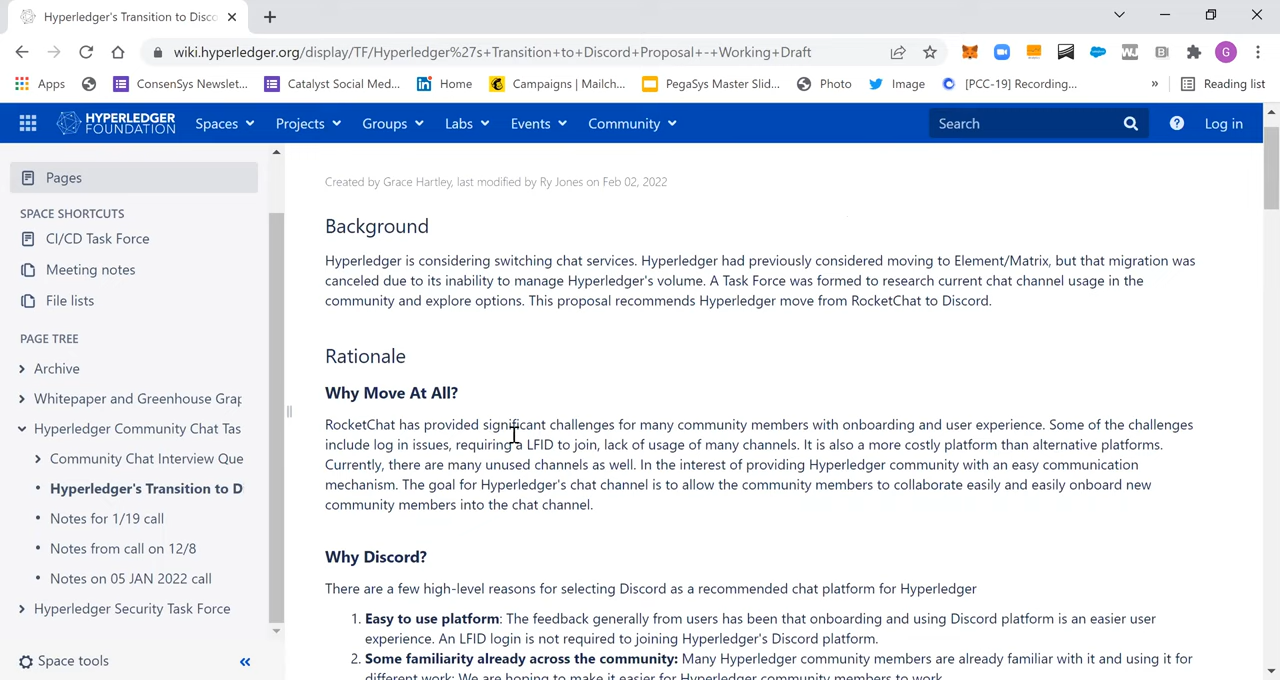 Hyperledger's Transition to Disco
wiki.hyperledger.org/display/TF/Hyperledger%27s+Transition+to+Discord+Proposal+-+Working+Draft
Apps
ConsenSys Newslet...
Catalyst Social Med...
Home
Campaigns | Mailch...
PegaSys Master Slid...
Photo
Image
[PCC-19] Recording...
»
Reading list
HYPERLEDGER
FOUNDATION
Spaces
Projects
Groups
Labs
Events
Community
Search
Log in
Pages
SPACE SHORTCUTS
CI/CD Task Force
Meeting notes
File lists
PAGE TREE
Archive
Whitepaper and Greenhouse Grap
Hyperledger Community Chat Tas
Community Chat Interview Que
Hyperledger's Transition to D
Notes for 1/19 call
Notes from call on 12/8
Notes on 05 JAN 2022 call
Hyperledger Security Task Force
Space tools
Created by Grace Hartley, last modified by Ry Jones on Feb 02, 2022
Background
Hyperledger is considering switching chat services. Hyperledger had previously considered moving to Element/Matrix, but that migration was
canceled due to its inability to manage Hyperledger's volume. A Task Force was formed to research current chat channel usage in the
community and explore options. This proposal recommends Hyperledger move from RocketChat to Discord.
Rationale
Why Move At All?
RocketChat has provided significant challenges for many community members with onboarding and user experience. Some of the challenges
include log in issues, requiring a LFID to join, lack of usage of many channels. It is also a more costly platform than alternative platforms.
Currently, there are many unused channels as well. In the interest of providing Hyperledger community with an easy communication
mechanism. The goal for Hyperledger's chat channel is to allow the community members to collaborate easily and easily onboard new
community members into the chat channel.
Why Discord?
There are a few high-level reasons for selecting Discord as a recommended chat platform for Hyperledger
1. Easy to use platform: The feedback generally from users has been that onboarding and using Discord platform is an easier user
experience. An LFID login is not required to joining Hyperledger's Discord platform.
2. Some familiarity already across the community: Many Hyperledger community members are already familiar with it and using it for
different work; We are hoping to make it easier for Hyperledger community members to work